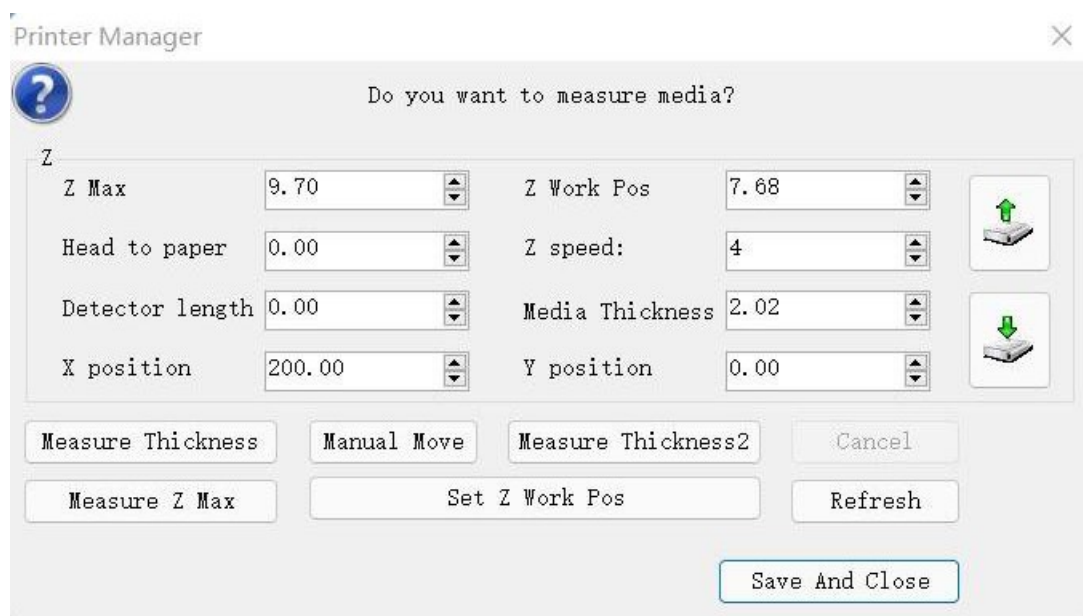 Printer Manager
?
Do you want to measure media?
Z
Z Max 9.70 Z Work Pos 7.68
Head to paper 0.00 Z speed: 4
Detector length 0.00 Media Thickness 2.02
X position 200.00 Y position 0.00
Measure Thickness Manual Move Measure Thickness2 Cancel
Measure Z Max Set Z Work Pos Refresh
Save And Close